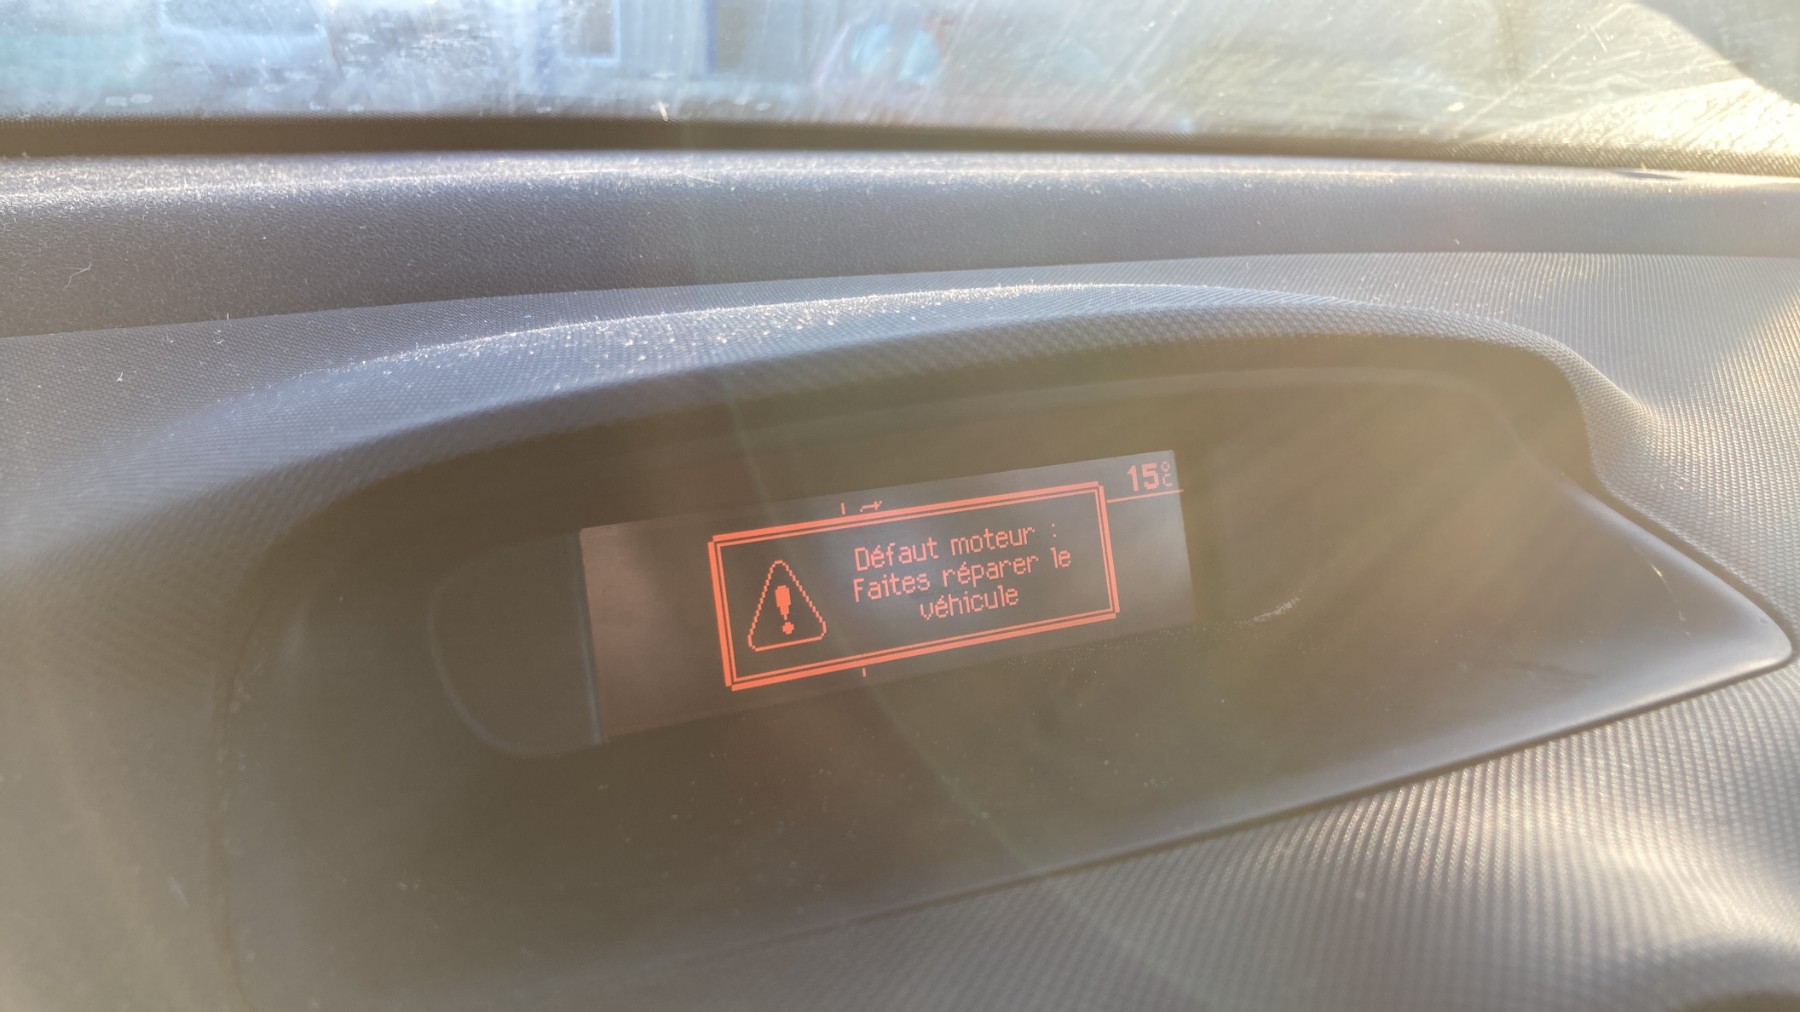 15°C
Défaut moteur :
Faites réparer le
véhicule